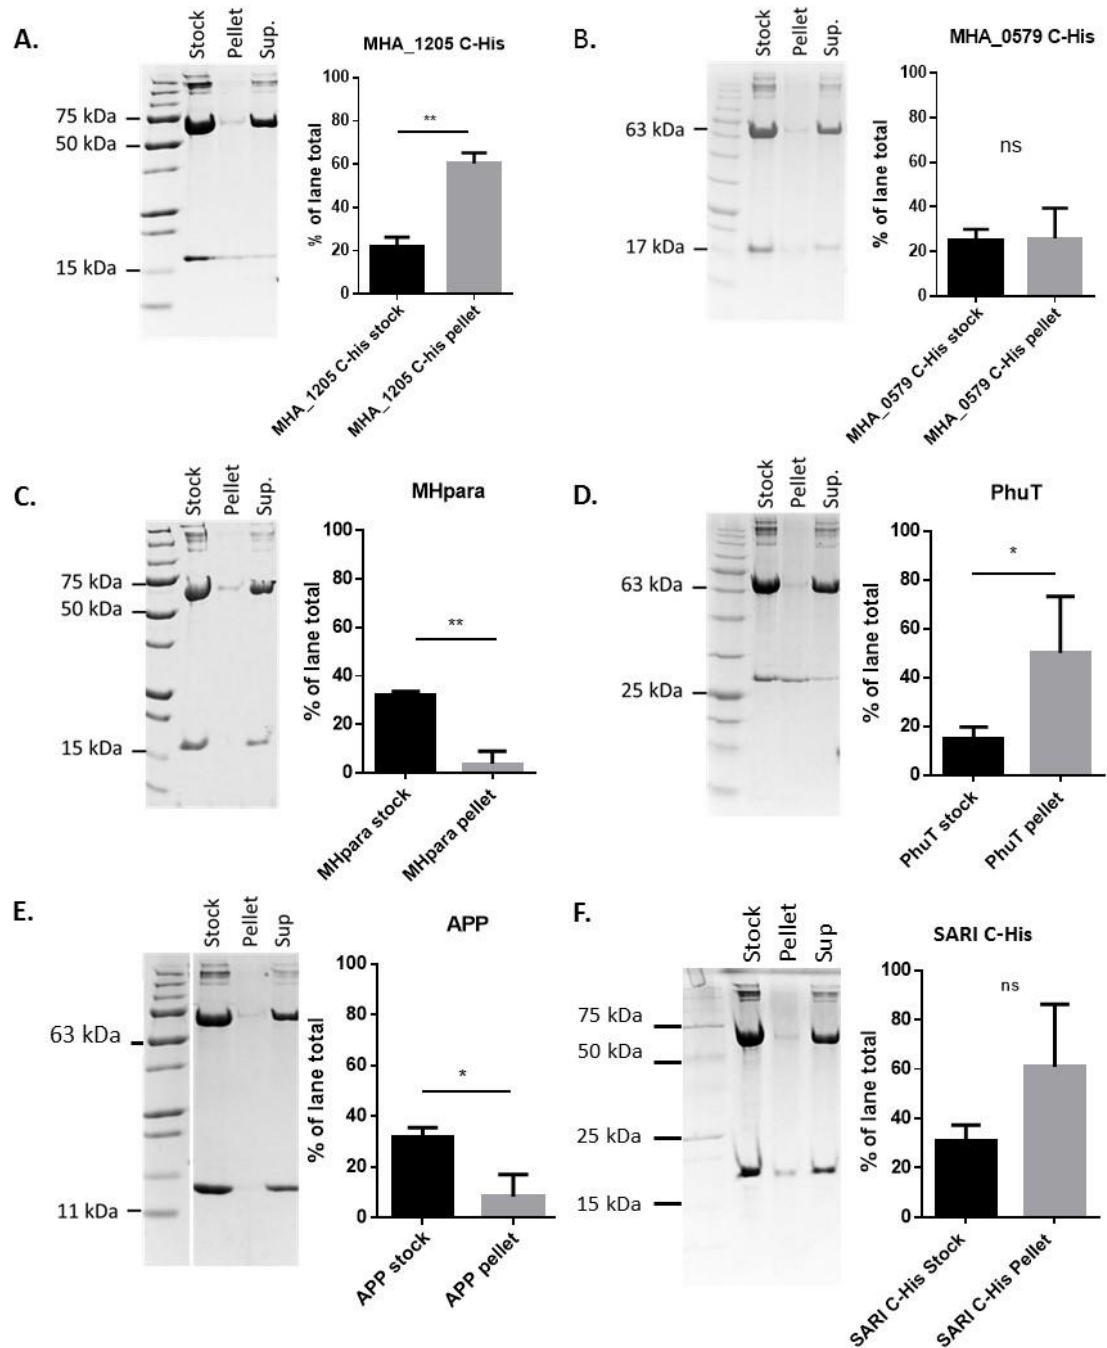 A.
Stock
Pellet
Sup.
75 kDa
50 kDa
15 kDa
MHA_1205 C-His
% of lane total
100
80
60
40
20
0
**
MHA_1205 C-his stock
MHA_1205 C-his pellet
B.
Stock
Pellet
Sup.
63 kDa
17 kDa
MHA_0579 C-His
% of lane total
100
80
60
40
20
0
ns
MHA_0579 C-His stock
MHA_0579 C-His pellet
C.
Stock
Pellet
Sup.
75 kDa
50 kDa
15 kDa
MHpara
% of lane total
100
80
60
40
20
0
**
MHpara stock
MHpara pellet
D.
Stock
Pellet
Sup.
63 kDa
25 kDa
PhuT
% of lane total
100
80
60
40
20
0
*
PhuT stock
PhuT pellet
E.
Stock
Pellet
Sup
63 kDa
11 kDa
APP
% of lane total
100
80
60
40
20
0
*
APP stock
APP pellet
F.
Stock
Pellet
Sup
75 kDa
50 kDa
25 kDa
15 kDa
SARI C-His
% of lane total
100
80
60
40
20
0
ns
SARI C-His Stock
SARI C-His Pellet